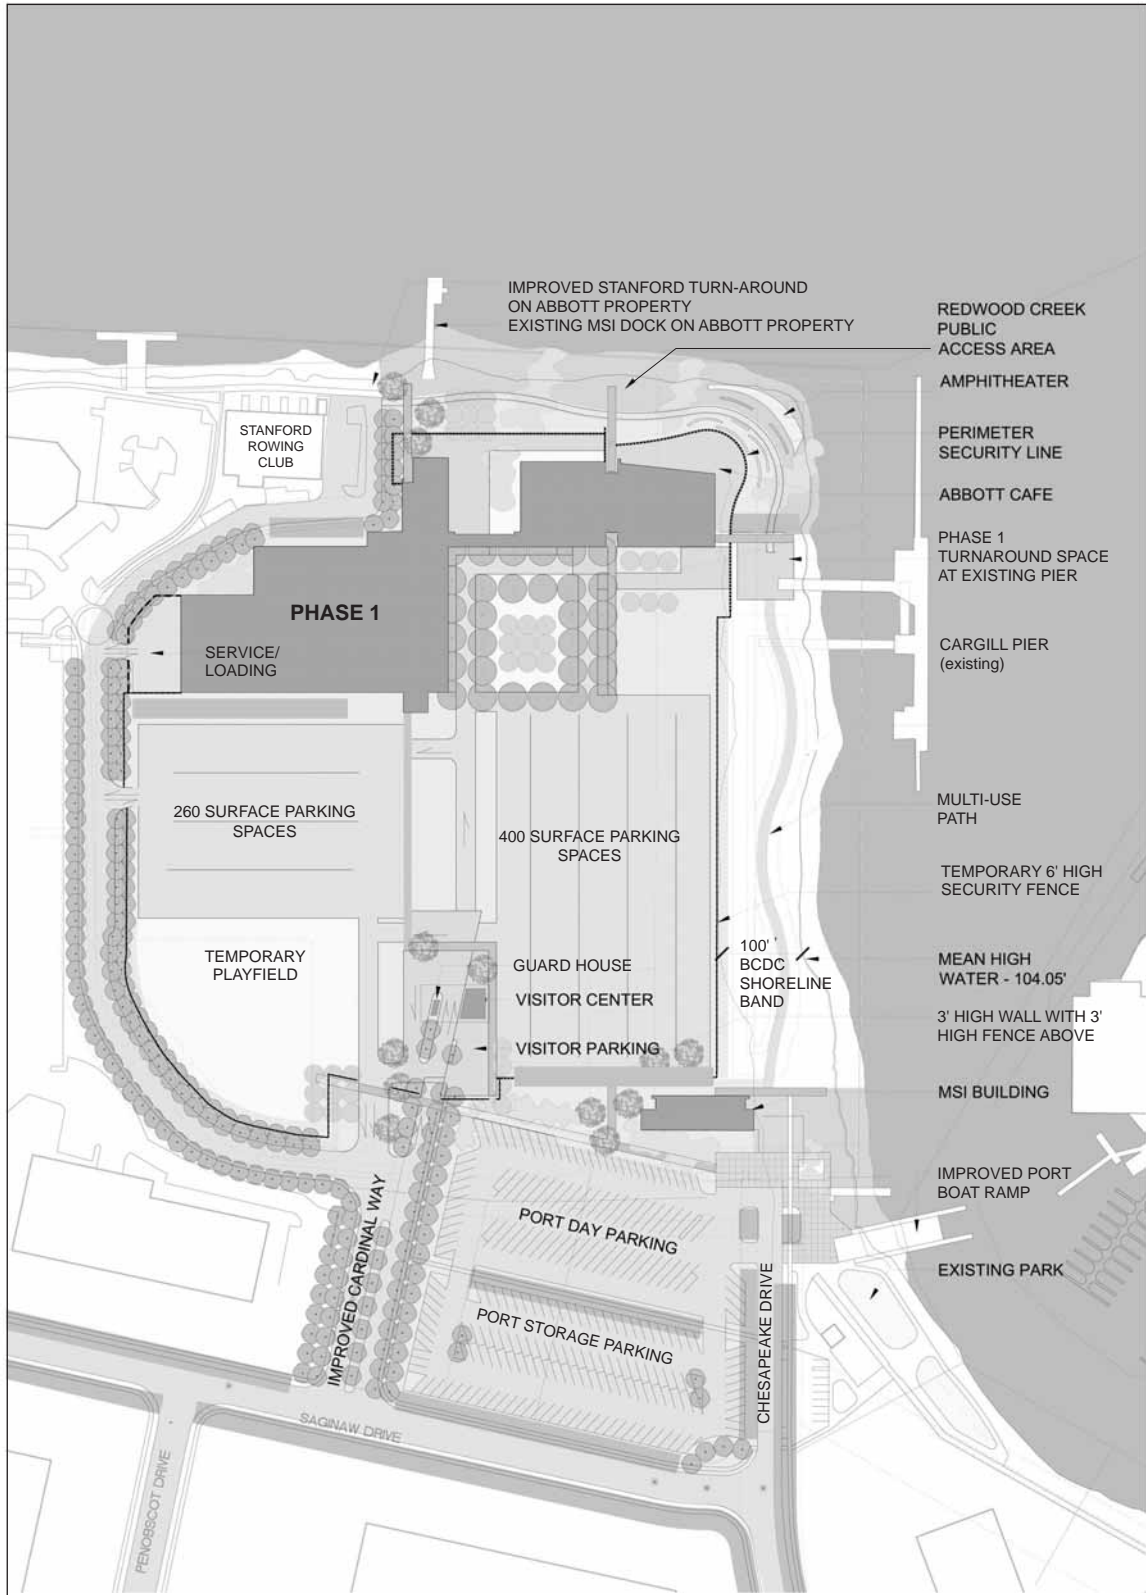 IMPROVED STANFORD TURN-AROUND
ON ABBOTT PROPERTY
EXISTING MSI DOCK ON ABBOTT PROPERTY
REDWOOD CREEK
PUBLIC
ACCESS AREA
AMPHITHEATER
PERIMETER
SECURITY LINE
ABBOTT CAFE
PHASE 1
TURNAROUND SPACE
AT EXISTING PIER
CARGILL PIER
(existing)
MULTI-USE
PATH
TEMPORARY 6' HIGH
SECURITY FENCE
MEAN HIGH
WATER - 104.05'
3' HIGH WALL WITH 3'
HIGH FENCE ABOVE
MSI BUILDING
IMPROVED PORT
BOAT RAMP
EXISTING PARK
STANFORD
ROWING
CLUB
PHASE 1
SERVICE/
LOADING
260 SURFACE PARKING
SPACES
400 SURFACE PARKING
SPACES
TEMPORARY
PLAYFIELD
GUARD HOUSE
VISITOR CENTER
VISITOR PARKING
100'
BCDC
SHORELINE
BAND
IMPROVED CARDINAL WAY
PORT DAY PARKING
PORT STORAGE PARKING
CHESAPEAKE DRIVE
SAGINAW DRIVE
PENOBSCOT DRIVE